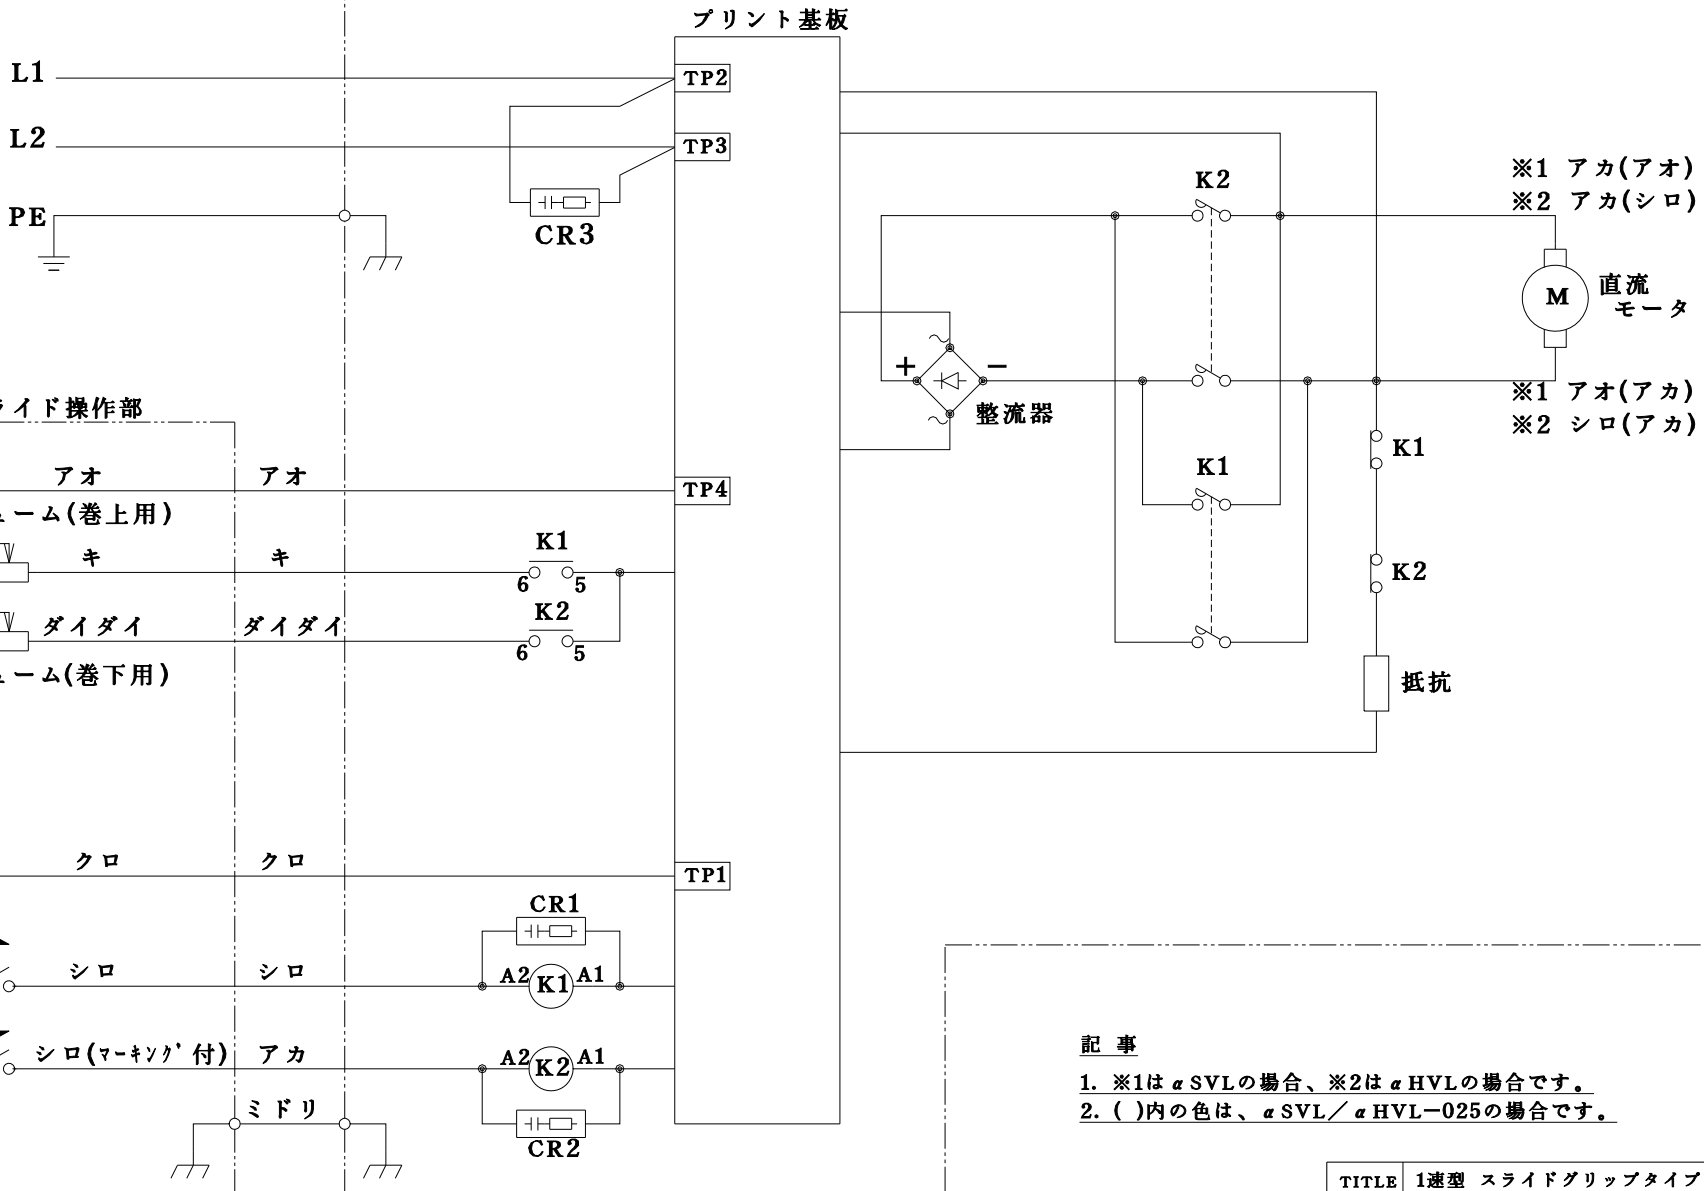 プリント基板
L1
TP2
L2
TP3
※1 アカ(アオ)
※2 アカ(シロ)
K2
PE
CR3
M
直流
モータ
+
−
整流器
※1 アオ(アカ)
※2 シロ(アカ)
ライド操作部
K1
アオ
アオ
TP4
K1
ューム(巻上用)
キ
キ
K1
6
5
K2
ダイダイ
ダイダイ
K2
6
5
ューム(巻下用)
抵抗
クロ
クロ
TP1
CR1
シロ
シロ
A2
K1
A1
シロ(マーキング付)
アカ
A2
K2
A1
CR2
ミドリ
記 事
1. ※1はαSVLの場合、※2はαHVLの場合です。
2. ( )内の色は、αSVL／αHVL−025の場合です。
TITLE
1速型 スライドグリップタイプ